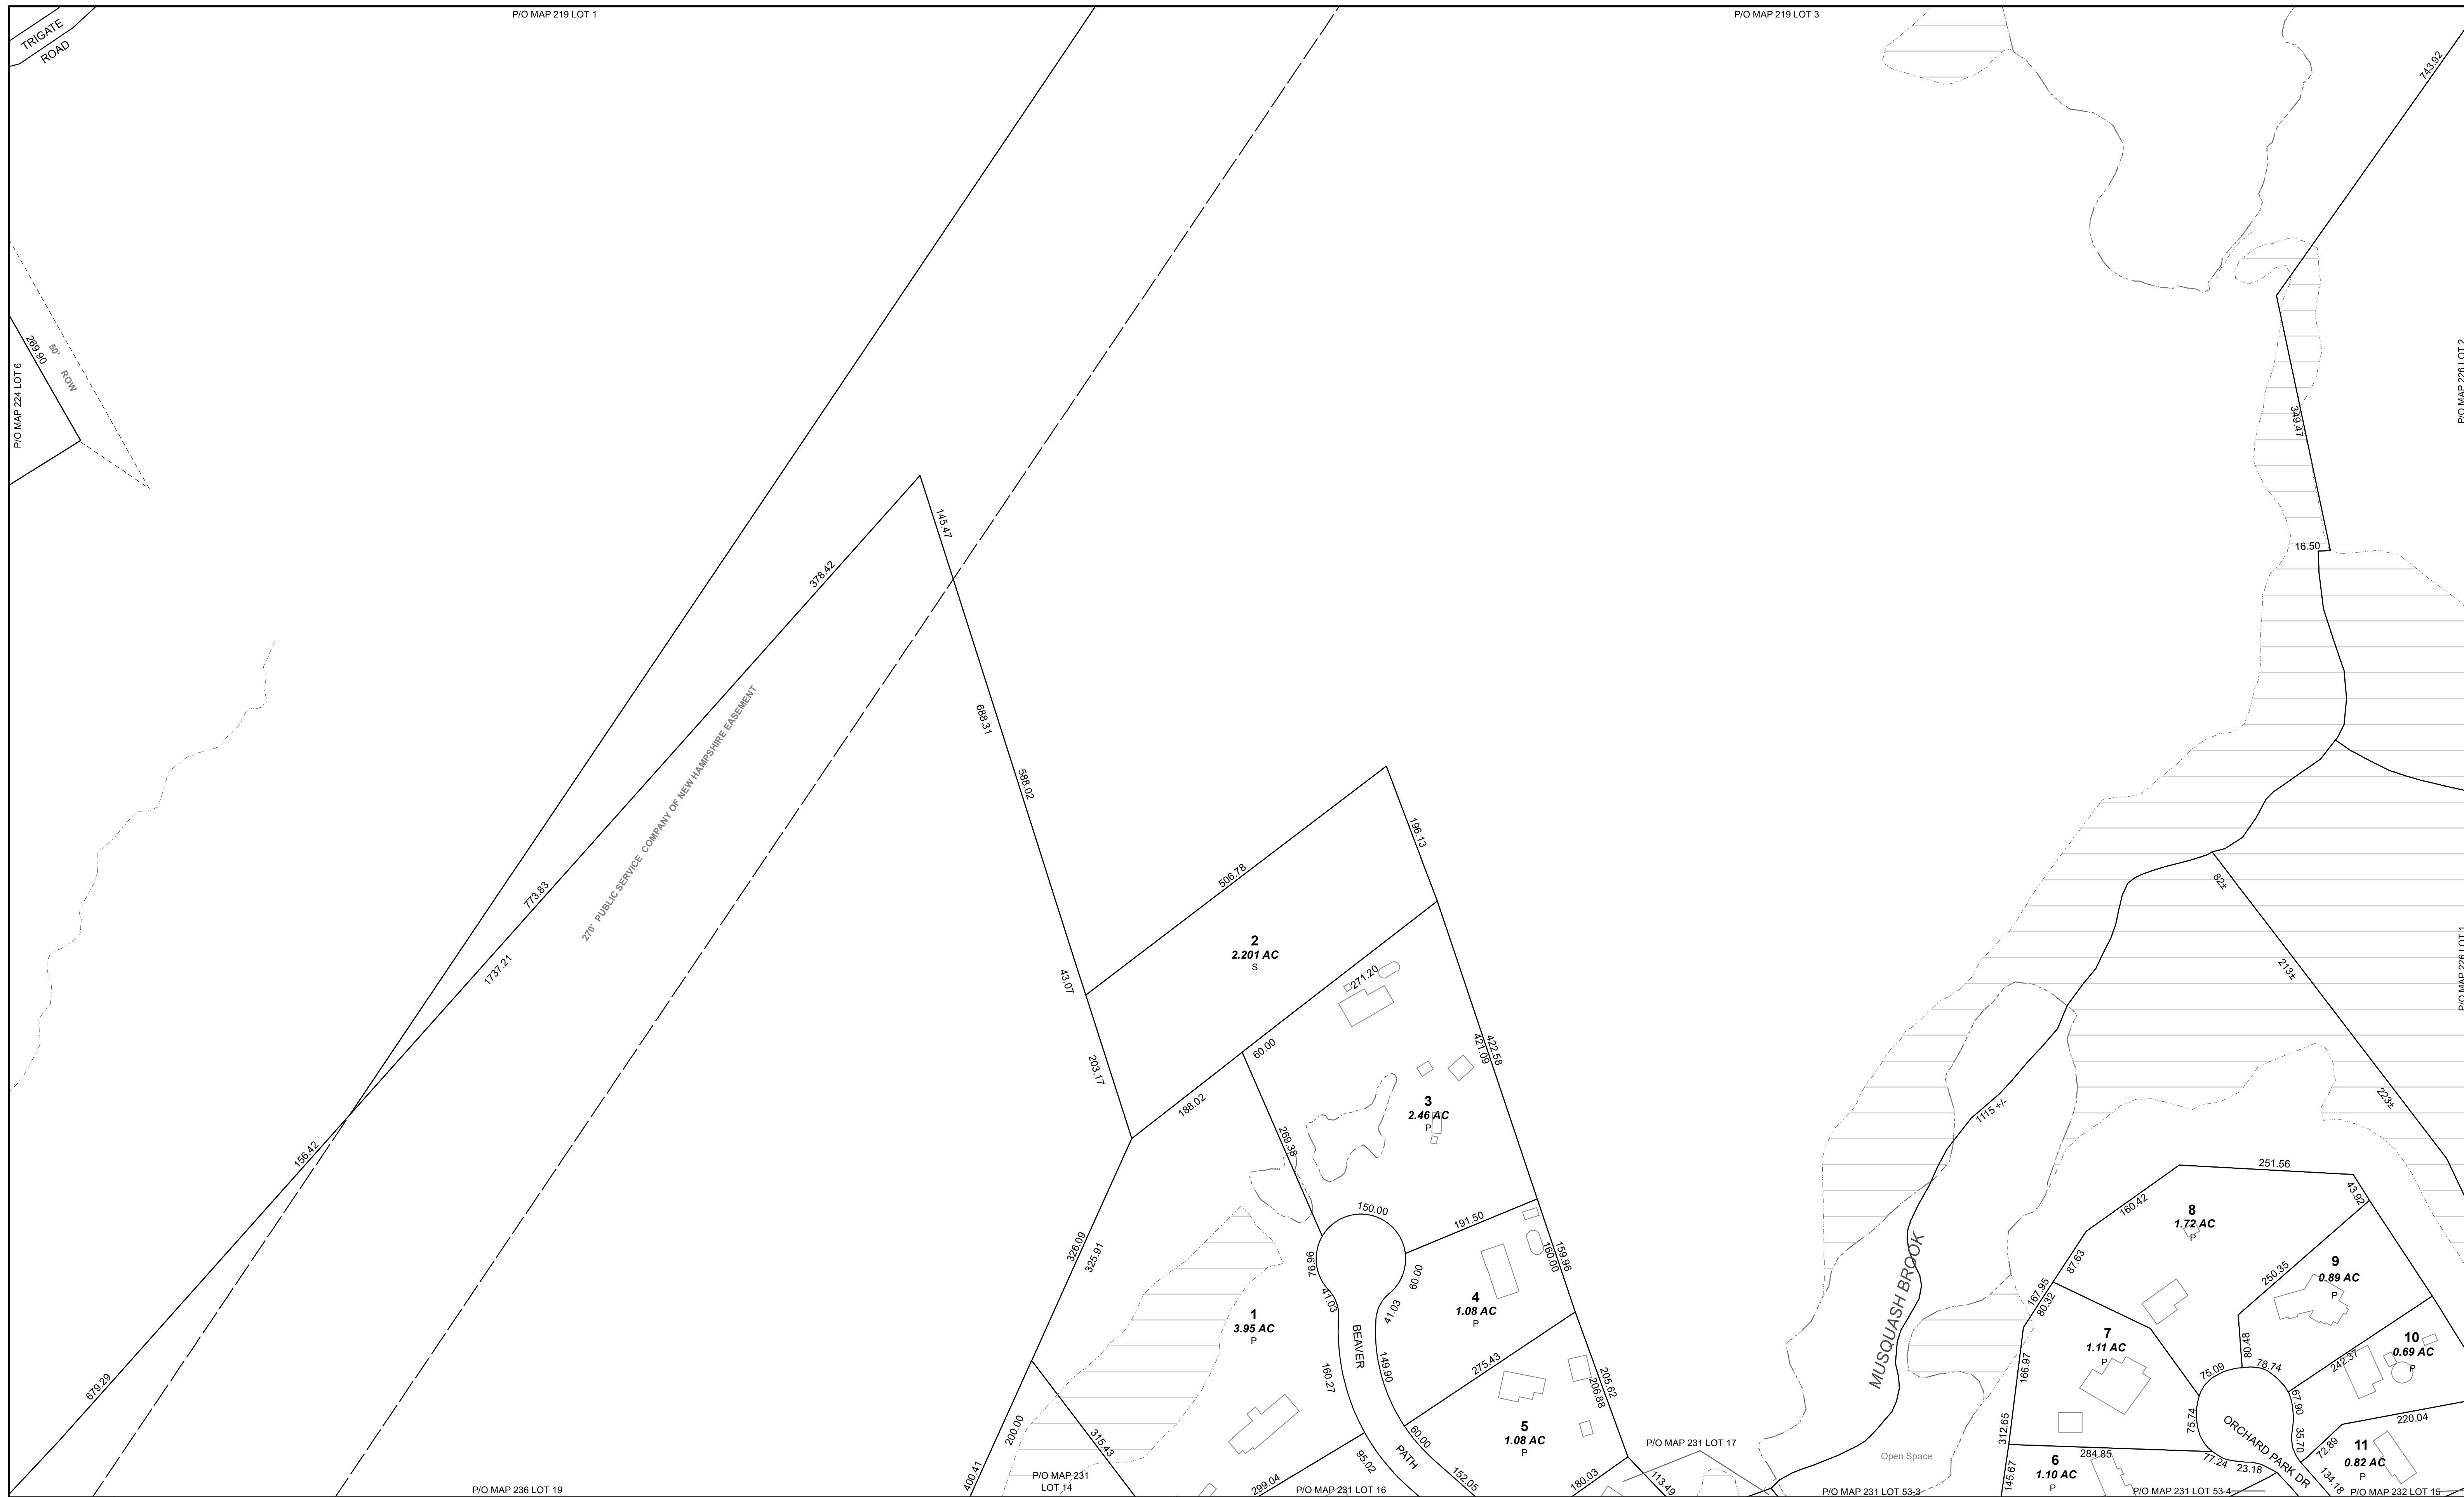 P/O MAP 219 LOT 1
P/O MAP 219 LOT 3
TRIGATE
ROAD
743.92
269.90
50'
ROW
P/O MAP 224 LOT 6
P/O MAP 226 LOT 2
349.47
16.50
145.47
378.42
688.31
588.02
270' PUBLIC SERVICE COMPANY OF NEW HAMPSHIRE EASEMENT
196.13
506.78
773.83
82±
2
2.201 AC
S
1737.21
43.07
271.20
213±
P/O MAP 226 LOT 1
60.00
422.58
421.09
203.17
188.02
3
2.46 AC
P
1115 +/-
223±
156.42
269.38
251.56
43.92
160.42
8
1.72 AC
P
150.00
191.50
326.09
325.91
76.96
159.96
160.00
60.00
87.63
250.35
9
0.89 AC
P
MUSQUASH BROOK
41.03
41.03
4
1.08 AC
P
1
3.95 AC
P
167.95
80.32
BEAVER
7
1.11 AC
P
80.48
10
0.69 AC
P
149.90
275.43
160.27
166.97
75.09
78.74
242.37
679.29
205.62
206.88
67.90
220.04
200.00
315.43
60.00
5
1.08 AC
P
312.65
75.74
ORCHARD PARK DR
35.70
72.89
11
0.82 AC
P
P/O MAP 231 LOT 17
Open Space
PATH
95.02
284.85
6
1.10 AC
P
77.24
23.18
400.41
P/O MAP 231
LOT 14
299.04
152.05
180.03
113.49
145.67
134.18
P/O MAP 236 LOT 19
P/O MAP 231 LOT 16
P/O MAP 231 LOT 53-3
P/O MAP 231 LOT 53-4
P/O MAP 232 LOT 15